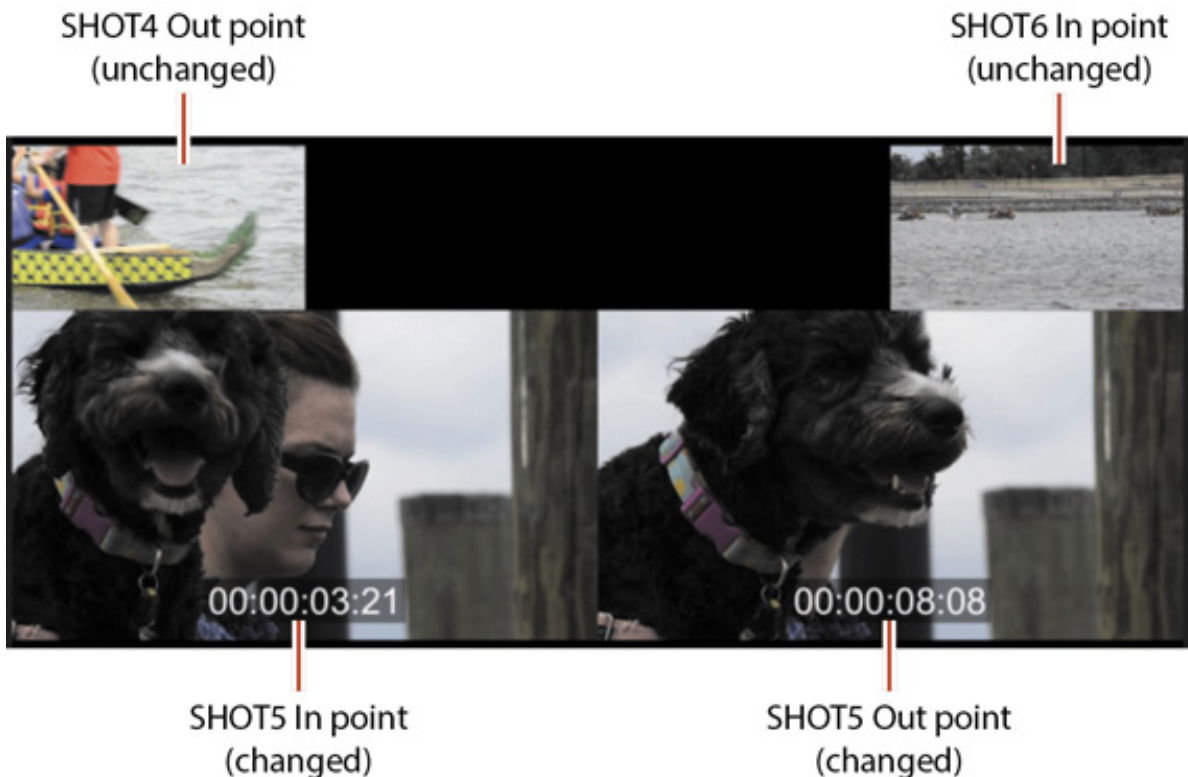 SHOT4 Out point
(unchanged)
SHOT6 In point
(unchanged)
00:00:03:21
00:00:08:08
SHOT5 In point
(changed)
SHOT5 Out point
(changed)